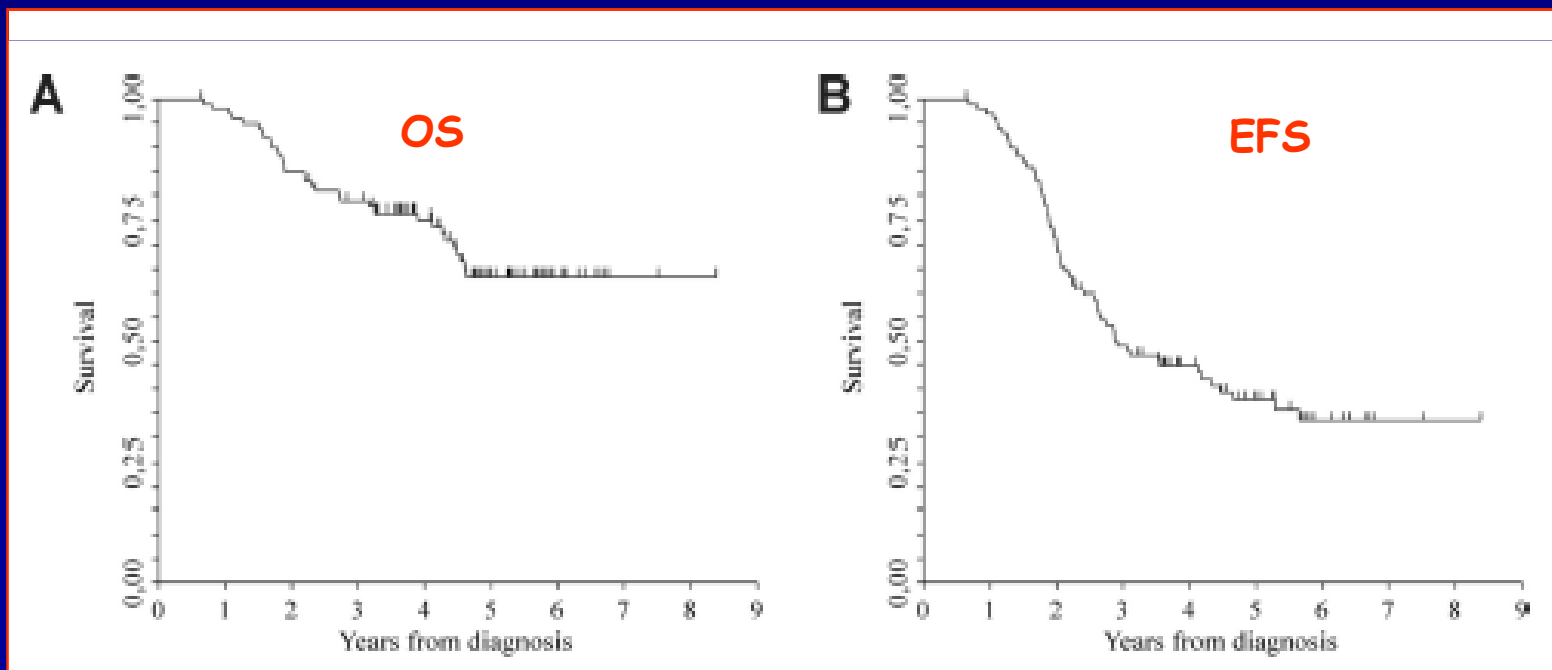 A
OS
Survival
1,00
0,75
0,50
0,25
0,00
0 1 2 3 4 5 6 7 8 9
Years from diagnosis
B
EFS
Survival
1,00
0,75
0,50
0,25
0,00
0 1 2 3 4 5 6 7 8 9
Years from diagnosis